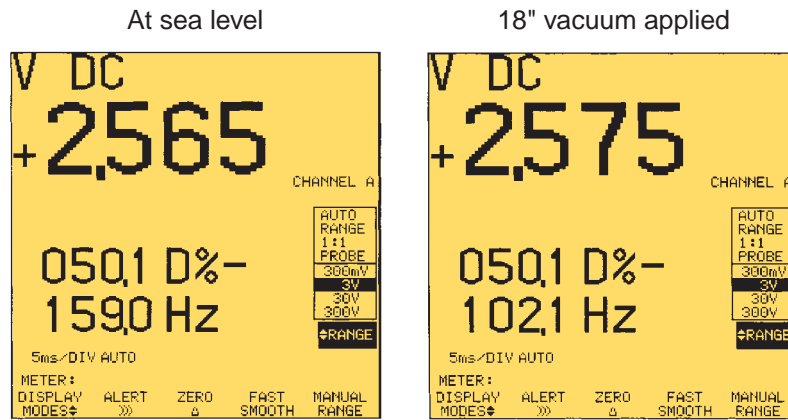 At sea level
V DC
+2,565
CHANNEL A
AUTO
RANGE
1:1
PROBE
300mV
3V
30V
300V
050,1 D%–
159,0 Hz
≑RANGE
5ms/DIV AUTO
METER:
DISPLAY MODES≑ ALERT ))) ZERO △ FAST SMOOTH MANUAL RANGE
18" vacuum applied
V DC
+2,575
CHANNEL A
AUTO
RANGE
1:1
PROBE
300mV
3V
30V
300V
050,1 D%–
102,1 Hz
≑RANGE
5ms/DIV AUTO
METER:
DISPLAY MODES≑ ALERT ))) ZERO △ FAST SMOOTH MANUAL RANGE